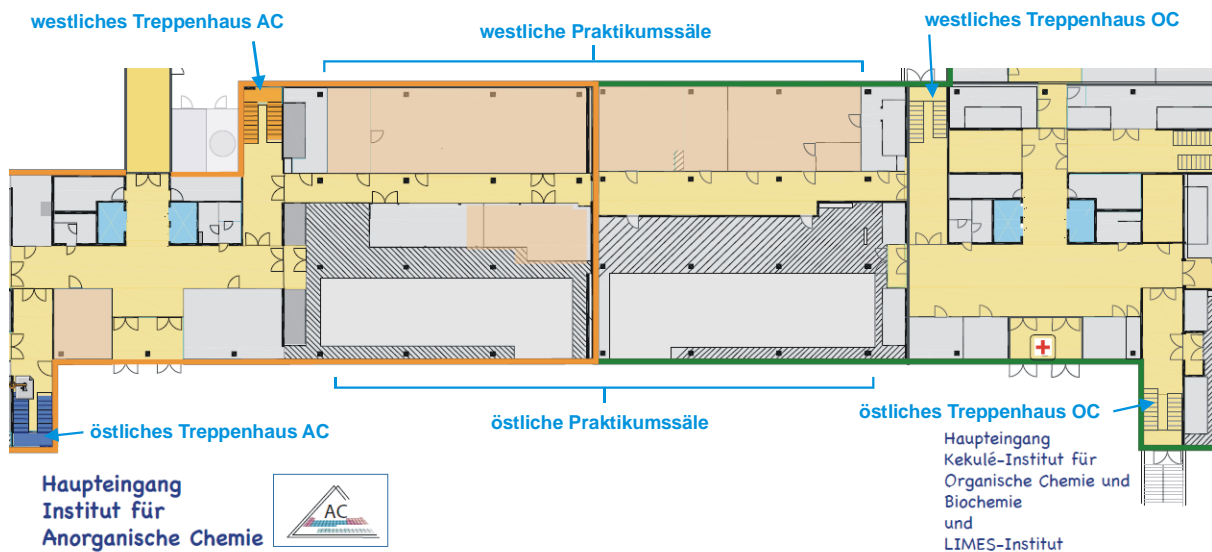 westliches Treppenhaus AC
westliche Praktikumssäle
westliches Treppenhaus OC
östliches Treppenhaus AC
östliche Praktikumssäle
östliches Treppenhaus OC
Haupteingang
Institut für
Anorganische Chemie
AC
Haupteingang
Kekulé-Institut für
Organische Chemie und
Biochemie
und
LIMES-Institut